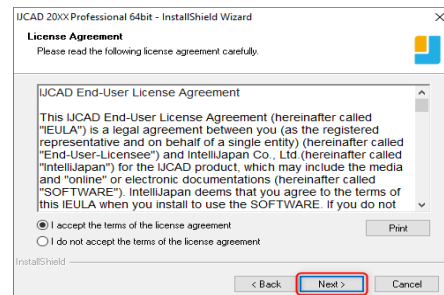 IJCAD 20XX Professional 64bit - InstallShield Wizard
License Agreement
Please read the following license agreement carefully.
IJCAD End-User License Agreement
This IJCAD End-User License Agreement (hereinafter called
"IEULA") is a legal agreement between you (as the registered
representative and on behalf of a single entity) (hereinafter called
"End-User-Licensee") and IntelliJapan Co., Ltd.(hereinafter called
"IntelliJapan") for the IJCAD product, which may include the media
and "online" or electronic documentations (hereinafter called
"SOFTWARE"). IntelliJapan deems that you agree to the terms of
this IEULA when you install to use the SOFTWARE. If you do not
I accept the terms of the license agreement
Print
I do not accept the terms of the license agreement
InstallShield
< Back
Next >
Cancel